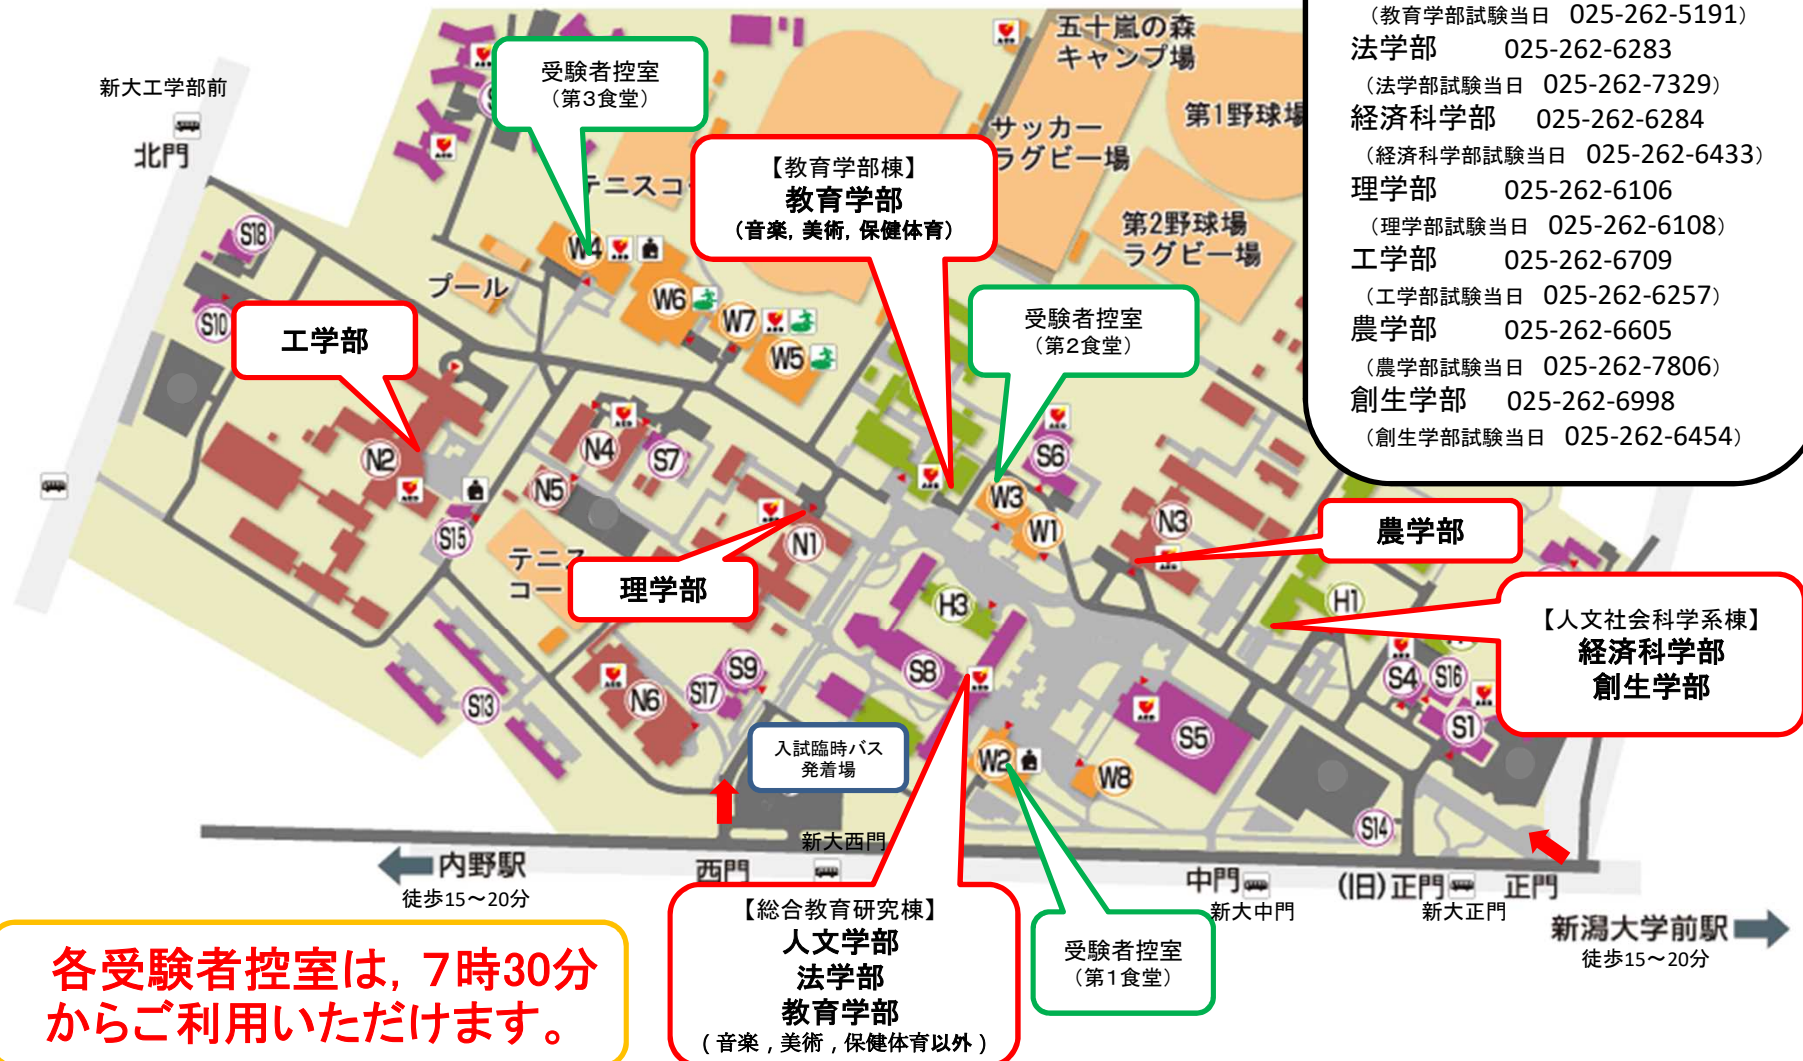 （教育学部試験当日 025-262-5191）
法学部 025-262-6283
（法学部試験当日 025-262-7329）
経済科学部 025-262-6284
（経済科学部試験当日 025-262-6433）
理学部 025-262-6106
（理学部試験当日 025-262-6108）
工学部 025-262-6709
（工学部試験当日 025-262-6257）
農学部 025-262-6605
（農学部試験当日 025-262-7806）
創生学部 025-262-6998
（創生学部試験当日 025-262-6454）
五十嵐の森
キャンプ場
新大工学部前
北門
受験者控室
（第3食堂）
サッカー
ラグビー場
第1野球場
テニスコ
【教育学部棟】
教育学部
（音楽, 美術, 保健体育）
第2野球場
ラグビー場
S18
W4
プール
W6
W7
W5
S10
工学部
受験者控室
（第2食堂）
N2
N4
S7
N5
S6
W3
W1
N3
S15
N1
テニス
コー
理学部
農学部
H3
H1
【人文社会科学系棟】
経済科学部
創生学部
S8
S9
S17
N6
S13
S4
S16
S1
S5
入試臨時バス
発着場
W2
W8
S14
新大西門
内野駅
徒歩15～20分
西門
中門
新大中門
(旧)正門
新大正門
正門
新潟大学前駅
徒歩15～20分
【総合教育研究棟】
人文学部
法学部
教育学部
（音楽，美術，保健体育以外）
受験者控室
（第1食堂）
各受験者控室は，7時30分
からご利用いただけます。